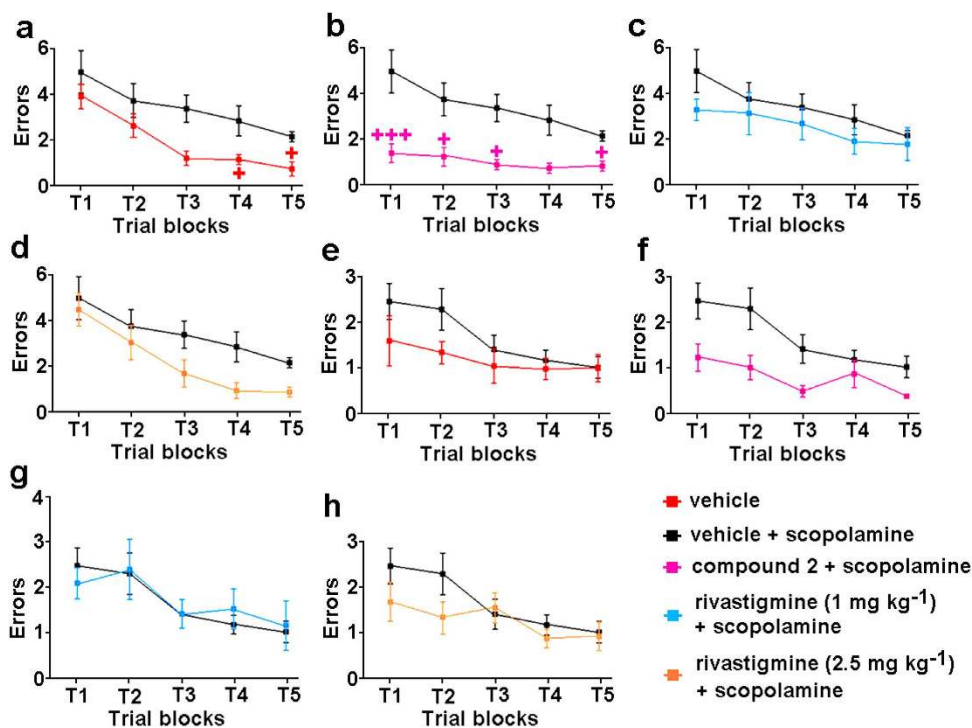 a
Errors
6
4
2
0
T1 T2 T3 T4 T5
Trial blocks
b
Errors
6
4
2
0
+++ + + +
T1 T2 T3 T4 T5
Trial blocks
c
Errors
6
4
2
0
T1 T2 T3 T4 T5
Trial blocks
d
Errors
6
4
2
0
T1 T2 T3 T4 T5
Trial blocks
e
Errors
3
2
1
0
T1 T2 T3 T4 T5
Trial blocks
f
Errors
3
2
1
0
T1 T2 T3 T4 T5
Trial blocks
g
Errors
4
3
2
1
0
T1 T2 T3 T4 T5
Trial blocks
h
Errors
4
3
2
1
0
T1 T2 T3 T4 T5
Trial blocks
vehicle
vehicle + scopolamine
compound 2 + scopolamine
rivastigmine (1 mg kg⁻¹)
+ scopolamine
rivastigmine (2.5 mg kg⁻¹)
+ scopolamine